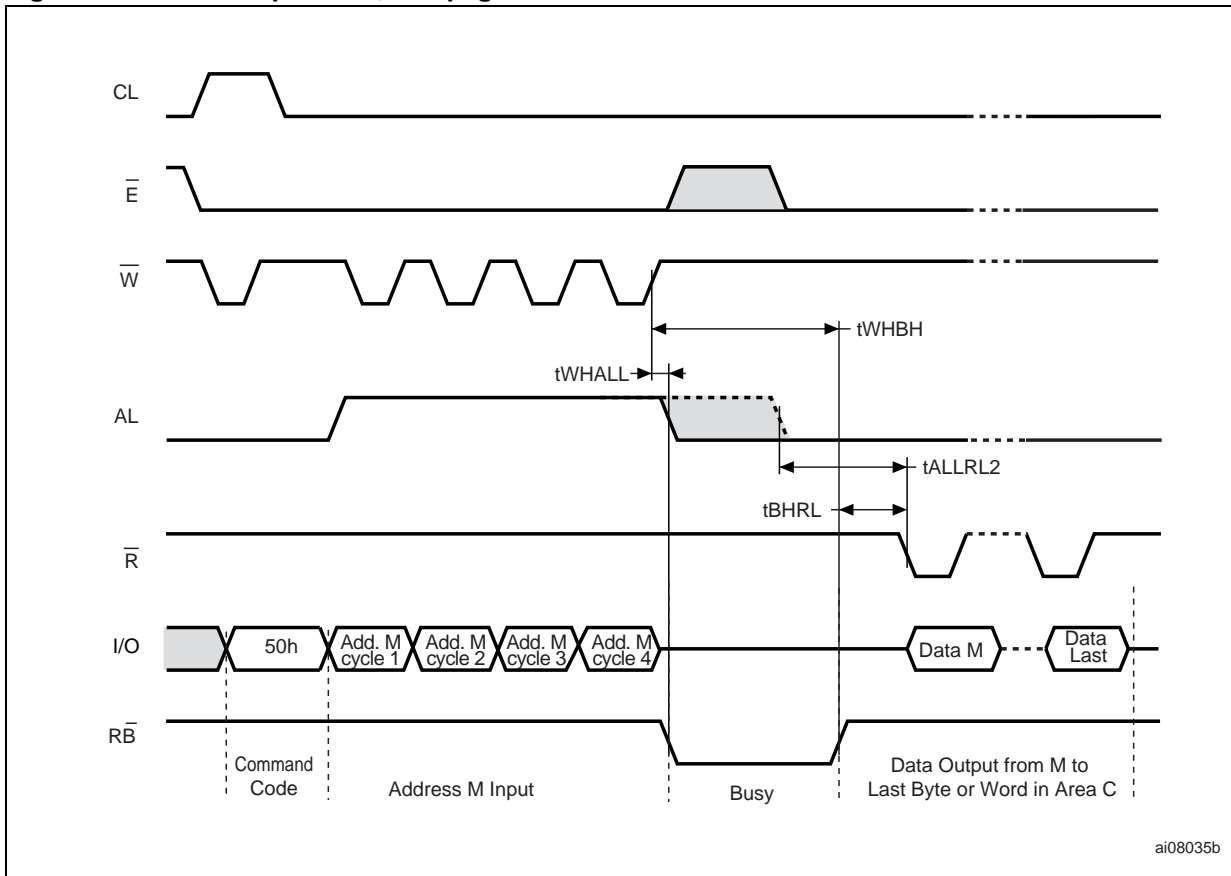 CL
E
W
tWHBH
tWHALL
AL
tALLRL2
tBHRL
R
I/O
50h
Add. M
cycle 1
Add. M
cycle 2
Add. M
cycle 3
Add. M
cycle 4
Data M
Data
Last
RB
Command
Code
Address M Input
Busy
Data Output from M to
Last Byte or Word in Area C
ai08035b